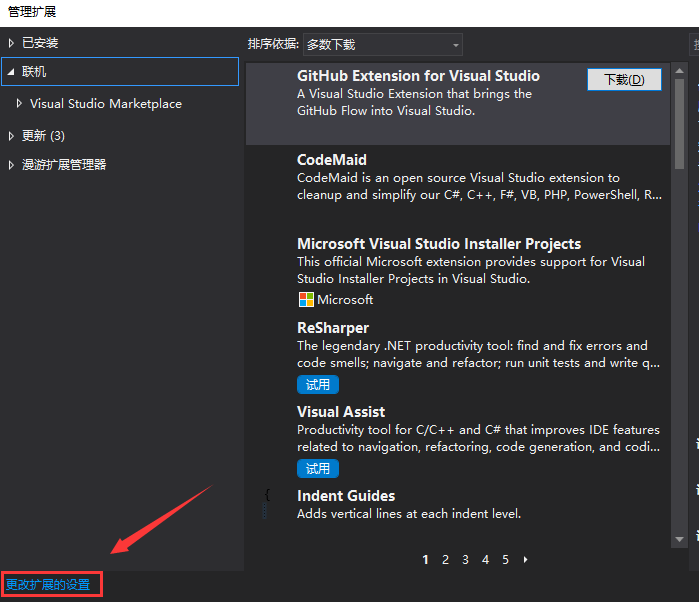 管理扩展
已安装
联机
Visual Studio Marketplace
更新 (3)
漫游扩展管理器
更改扩展的设置
排序依据: 多数下载
GitHub Extension for Visual Studio
下载(D)
A Visual Studio Extension that brings the
GitHub Flow into Visual Studio.
CodeMaid
CodeMaid is an open source Visual Studio extension to
cleanup and simplify our C#, C++, F#, VB, PHP, PowerShell, R...
Microsoft Visual Studio Installer Projects
This official Microsoft extension provides support for Visual
Studio Installer Projects in Visual Studio.
Microsoft
ReSharper
The legendary .NET productivity tool: find and fix errors and
code smells; navigate and refactor; run unit tests and write q...
试用
Visual Assist
Productivity tool for C/C++ and C# that improves IDE features
related to navigation, refactoring, code generation, and codi...
试用
Indent Guides
Adds vertical lines at each indent level.
1 2 3 4 5